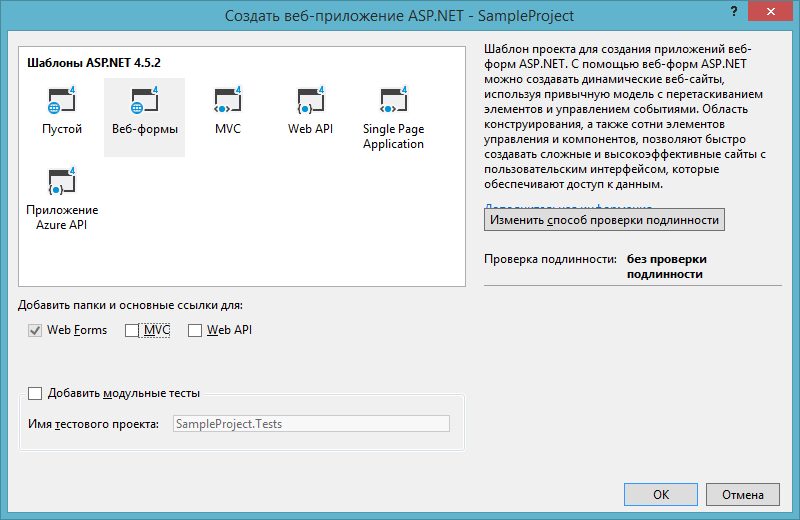 Создать веб-приложение ASP.NET - SampleProject
?
Шаблоны ASP.NET 4.5.2
4 4 4 4 4
Пустой Веб-формы MVC Web API Single Page
Application
4
Приложение
Azure API
Шаблон проекта для создания приложений веб-
форм ASP.NET. С помощью веб-форм ASP.NET
можно создавать динамические веб-сайты,
используя привычную модель с перетаскиванием
элементов и управлением событиями. Область
конструирования, а также сотни элементов
управления и компонентов, позволяют быстро
создавать сложные и высокоэффективные сайты с
пользовательским интерфейсом, которые
обеспечивают доступ к данным.
Дополнительная информация
Изменить способ проверки подлинности
Проверка подлинности: без проверки
подлинности
Добавить папки и основные ссылки для:
Web Forms MVC Web API
Добавить модульные тесты
Имя тестового проекта: SampleProject.Tests
OK Отмена